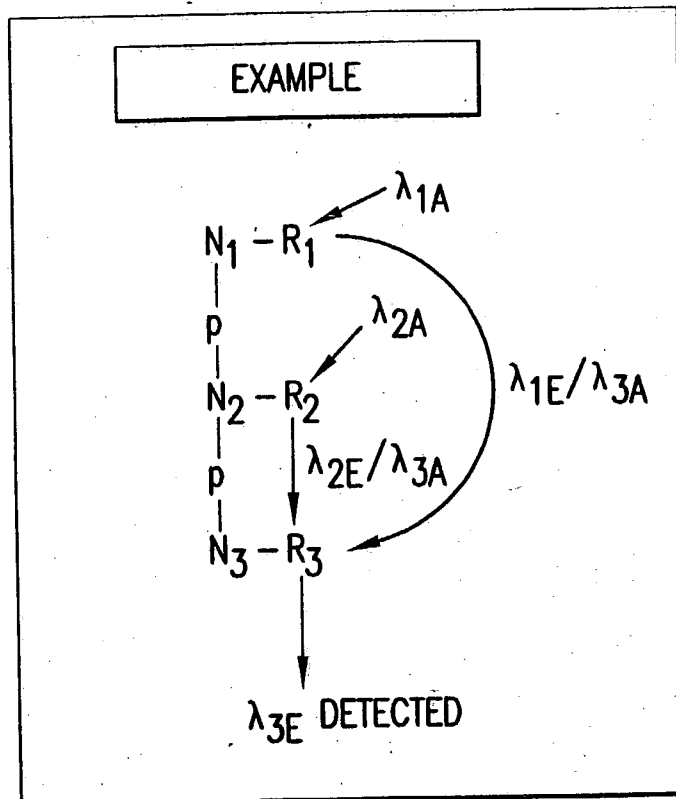 EXAMPLE
λ1A
N1 – R1
p
λ2A
N2 – R2
λ1E/λ3A
λ2E/λ3A
p
N3 – R3
λ3E DETECTED